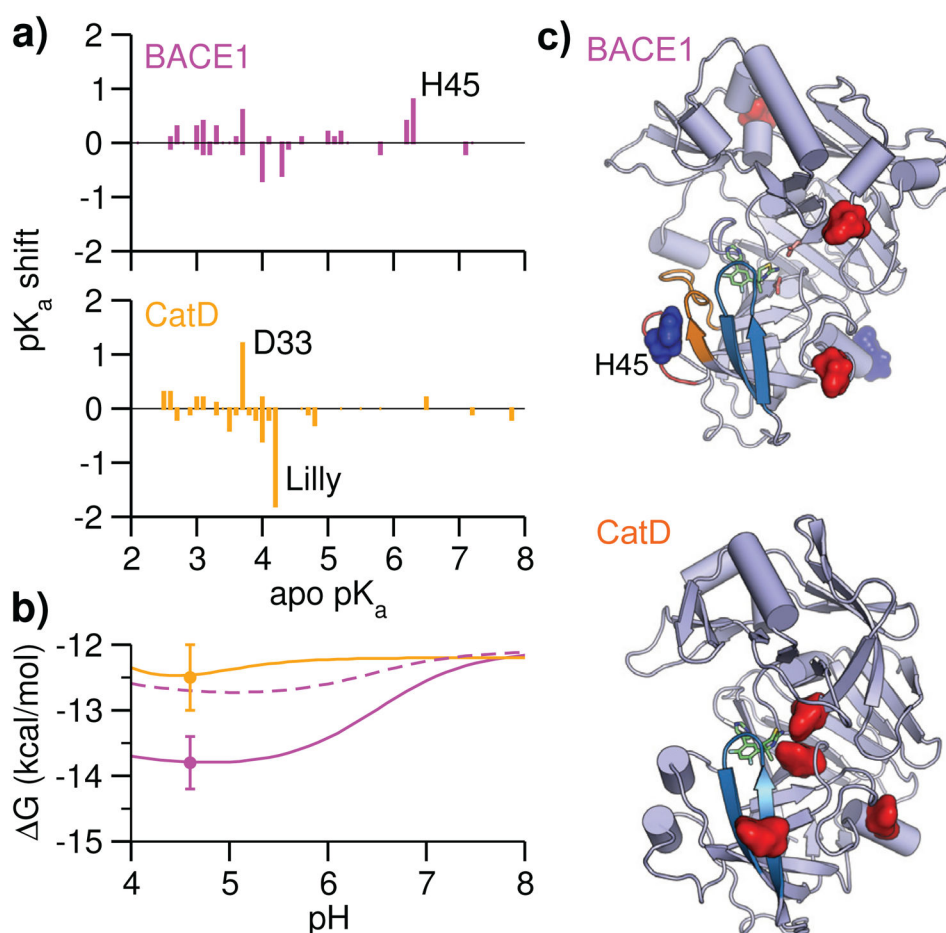 a)
BACE1
H45
2
1
0
-1
-2
CatD
D33
Lilly
2
1
0
-1
-2
pKa shift
2 3 4 5 6 7 8
apo pKa
b)
-12
-13
-14
-15
ΔG (kcal/mol)
4 5 6 7 8
pH
c)
BACE1
H45
CatD